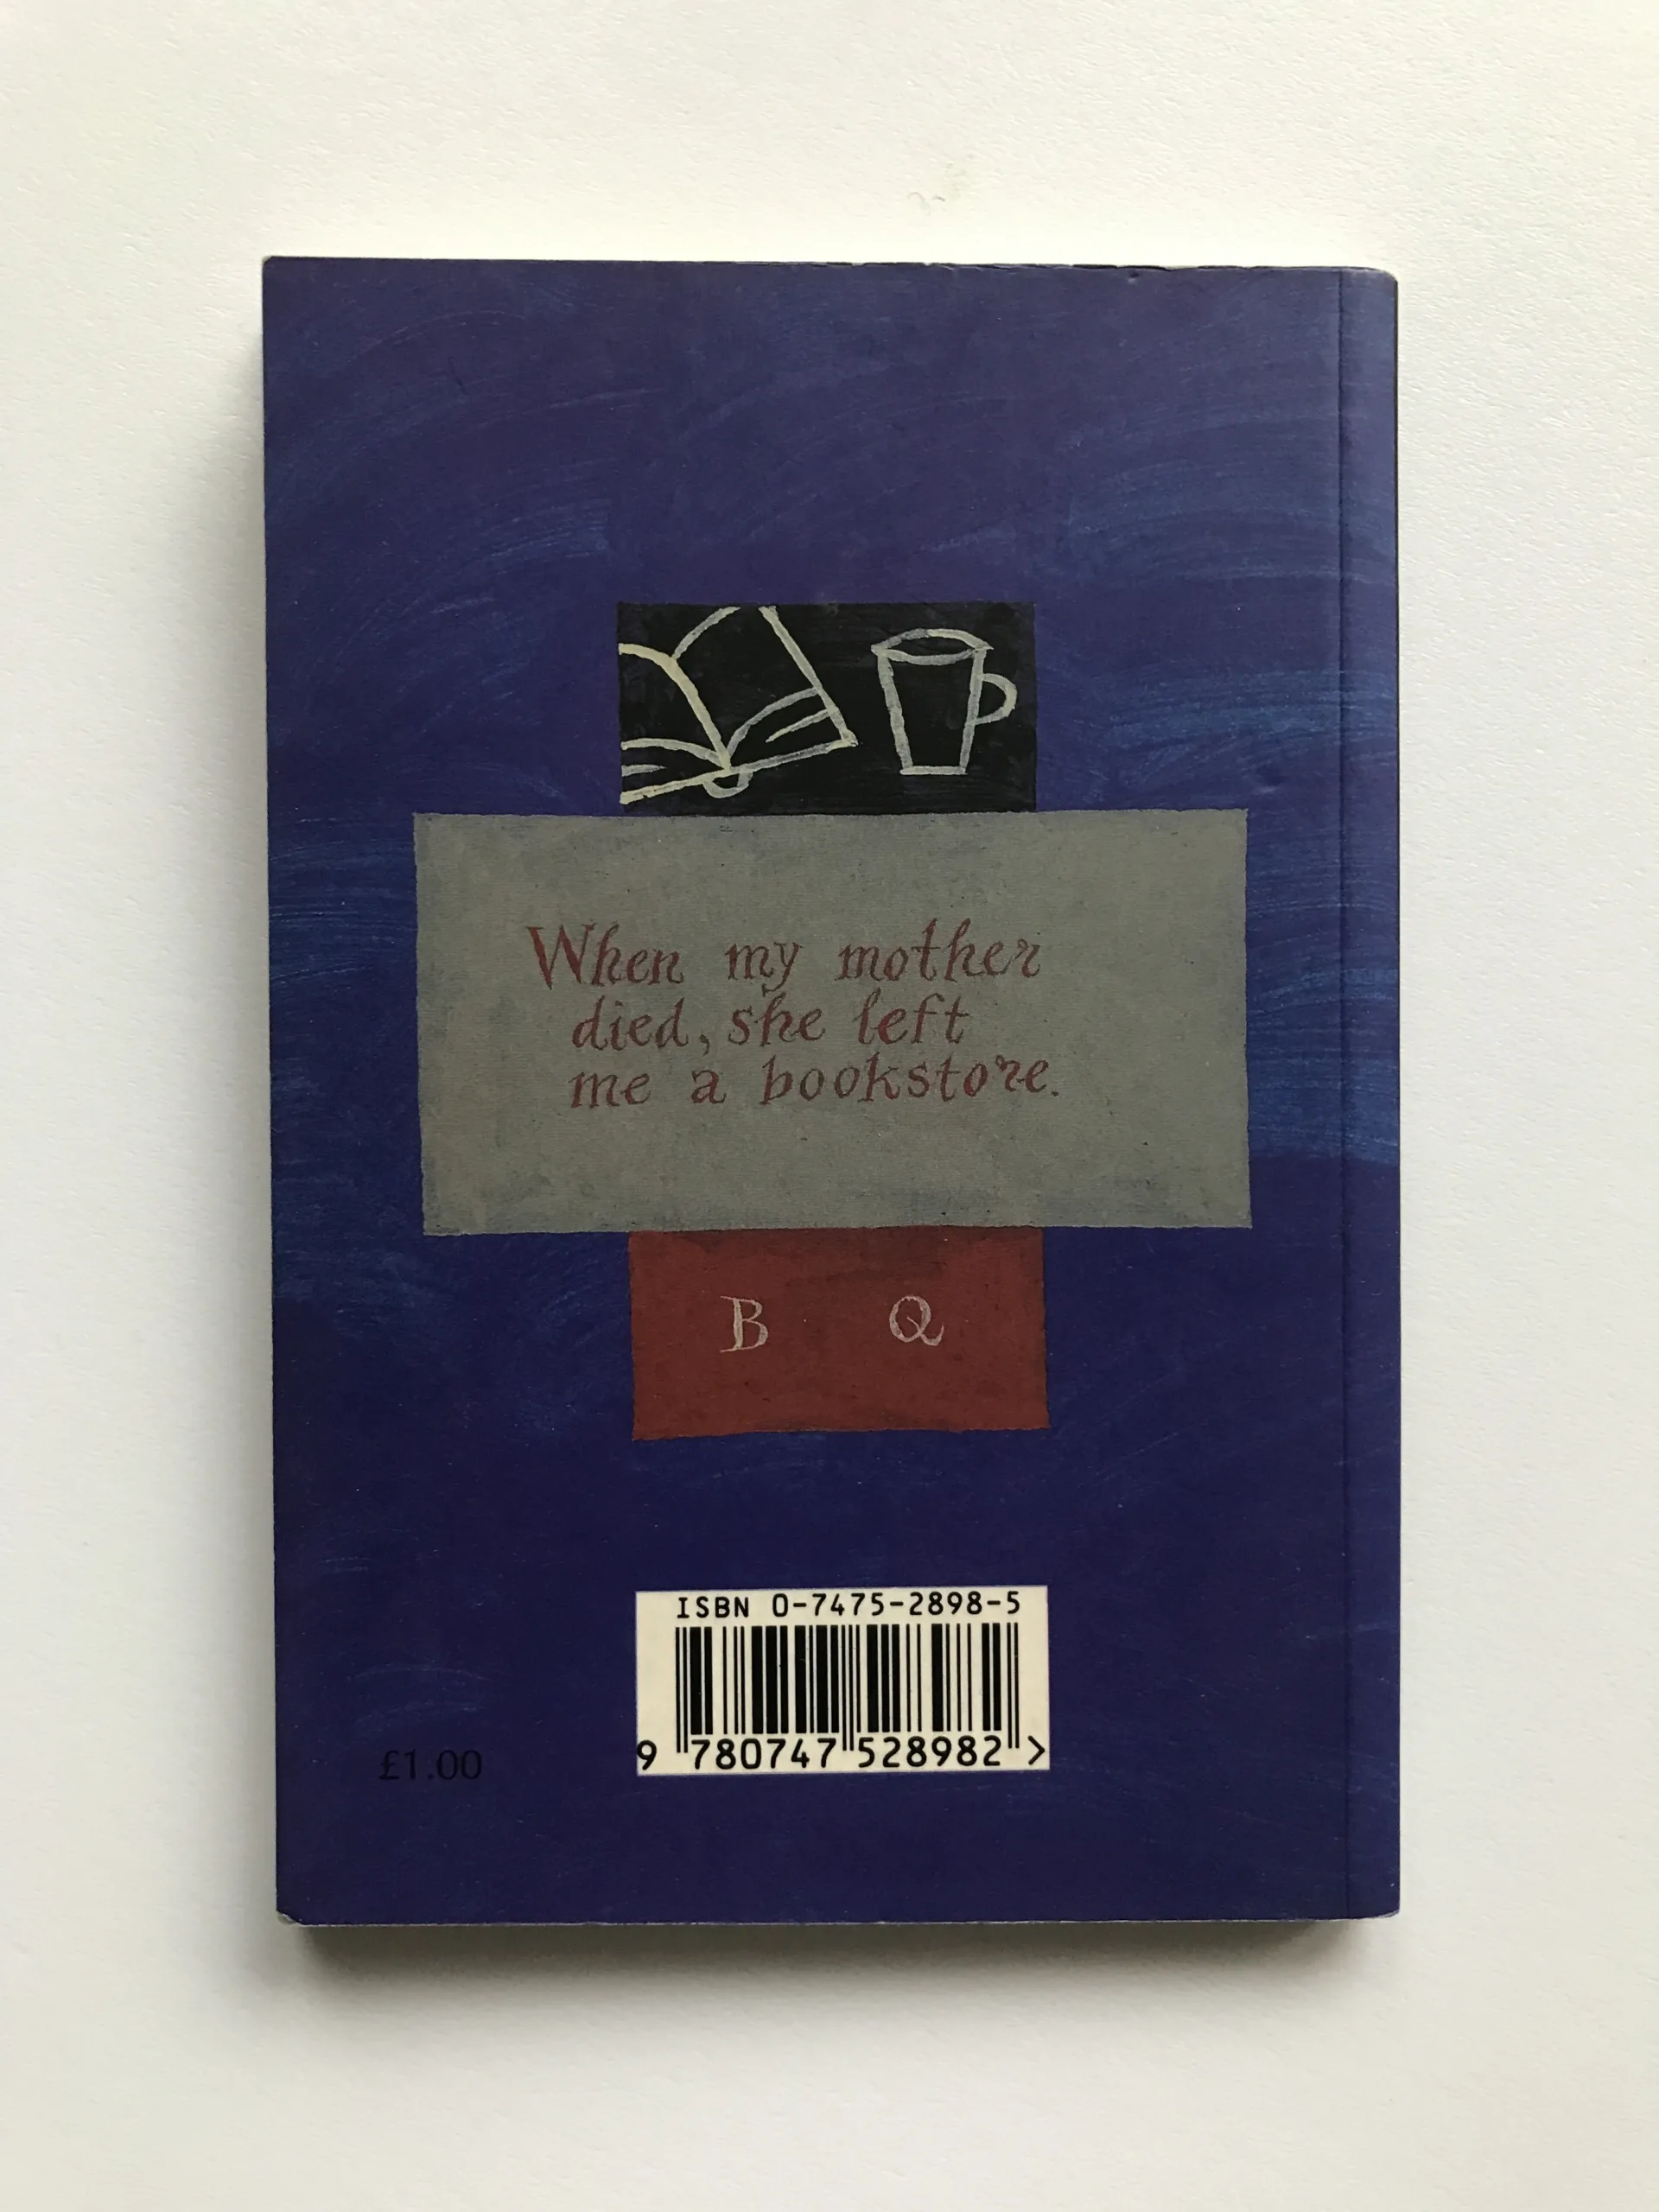 When my mother
died, she left
me a bookstore.
B Q
ISBN 0-7475-2898-5
9 780747 528982 >
£1.00